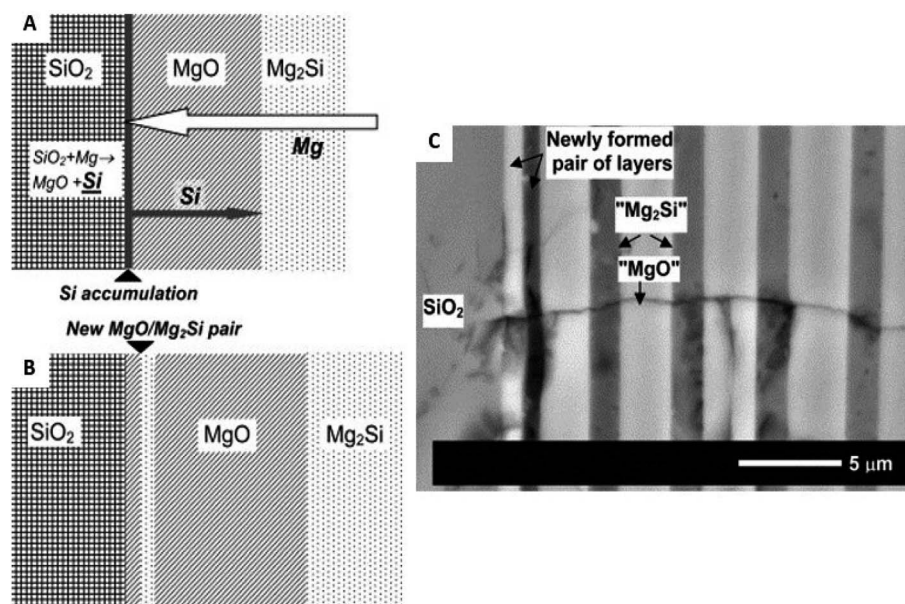 A
SiO₂
MgO
Mg₂Si
Mg
SiO₂+Mg→
MgO +Si
Si
Si accumulation
New MgO/Mg₂Si pair
B
SiO₂
MgO
Mg₂Si
C
Newly formed
pair of layers
"Mg₂Si"
"MgO"
SiO₂
5 μm